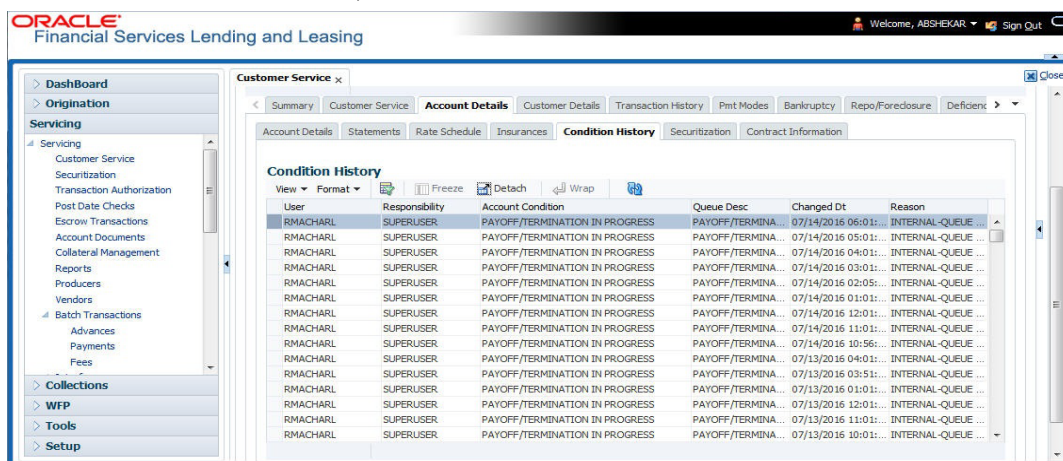 ORACLE
Financial Services Lending and Leasing
Welcome, ABSHEKAR Sign Out
DashBoard
Origination
Servicing
Servicing
Customer Service
Securitization
Transaction Authorization
Post Date Checks
Escrow Transactions
Account Documents
Collateral Management
Reports
Producers
Vendors
Batch Transactions
Advances
Payments
Fees
Collections
WFP
Tools
Setup
Customer Service x
Close
Summary Customer Service Account Details Customer Details Transaction History Pmt Modes Bankruptcy Repo/Foreclosure Deficienc
Account Details Statements Rate Schedule Insurances Condition History Securitization Contract Information
Condition History
View Format Freeze Detach Wrap
User Responsibility Account Condition Queue Desc Changed Dt Reason
RMACHARL SUPERUSER PAYOFF/TERMINATION IN PROGRESS PAYOFF/TERMINA... 07/14/2016 06:01:... INTERNAL-QUEUE ...
RMACHARL SUPERUSER PAYOFF/TERMINATION IN PROGRESS PAYOFF/TERMINA... 07/14/2016 05:01:... INTERNAL-QUEUE ...
RMACHARL SUPERUSER PAYOFF/TERMINATION IN PROGRESS PAYOFF/TERMINA... 07/14/2016 04:01:... INTERNAL-QUEUE ...
RMACHARL SUPERUSER PAYOFF/TERMINATION IN PROGRESS PAYOFF/TERMINA... 07/14/2016 03:01:... INTERNAL-QUEUE ...
RMACHARL SUPERUSER PAYOFF/TERMINATION IN PROGRESS PAYOFF/TERMINA... 07/14/2016 02:05:... INTERNAL-QUEUE ...
RMACHARL SUPERUSER PAYOFF/TERMINATION IN PROGRESS PAYOFF/TERMINA... 07/14/2016 01:01:... INTERNAL-QUEUE ...
RMACHARL SUPERUSER PAYOFF/TERMINATION IN PROGRESS PAYOFF/TERMINA... 07/14/2016 12:01:... INTERNAL-QUEUE ...
RMACHARL SUPERUSER PAYOFF/TERMINATION IN PROGRESS PAYOFF/TERMINA... 07/14/2016 11:01:... INTERNAL-QUEUE ...
RMACHARL SUPERUSER PAYOFF/TERMINATION IN PROGRESS PAYOFF/TERMINA... 07/14/2016 10:56:... INTERNAL-QUEUE ...
RMACHARL SUPERUSER PAYOFF/TERMINATION IN PROGRESS PAYOFF/TERMINA... 07/13/2016 04:01:... INTERNAL-QUEUE ...
RMACHARL SUPERUSER PAYOFF/TERMINATION IN PROGRESS PAYOFF/TERMINA... 07/13/2016 03:51:... INTERNAL-QUEUE ...
RMACHARL SUPERUSER PAYOFF/TERMINATION IN PROGRESS PAYOFF/TERMINA... 07/13/2016 01:01:... INTERNAL-QUEUE ...
RMACHARL SUPERUSER PAYOFF/TERMINATION IN PROGRESS PAYOFF/TERMINA... 07/13/2016 12:01:... INTERNAL-QUEUE ...
RMACHARL SUPERUSER PAYOFF/TERMINATION IN PROGRESS PAYOFF/TERMINA... 07/13/2016 11:01:... INTERNAL-QUEUE ...
RMACHARL SUPERUSER PAYOFF/TERMINATION IN PROGRESS PAYOFF/TERMINA... 07/13/2016 10:01:... INTERNAL-QUEUE ...